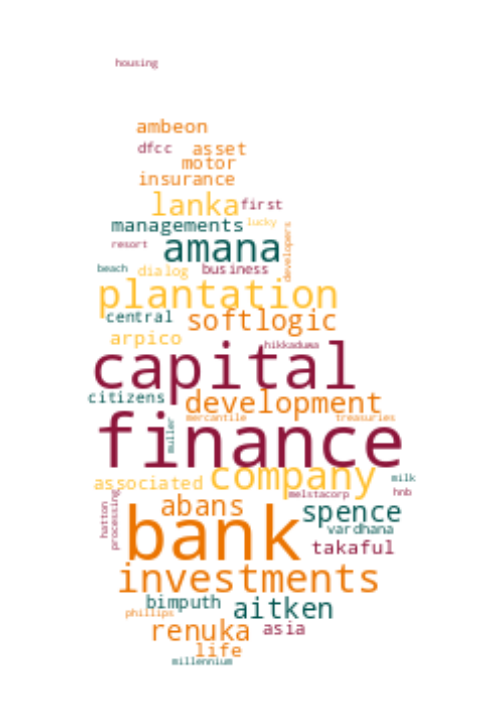 housing
ambeon
dfcc asset
motor
insurance
lanka first
managements lucky
resort amana developers
beach dialog business
plantation
central softlogic
arpico hikkaduwa
capital
citizens development
mercantile treasuries
muller
finance
associated company milk
melstacorp hnb
hatton processing abans spence
bank vardhana
takaful
investments
bimputh aitken
phillips
renuka asia
life
millennium